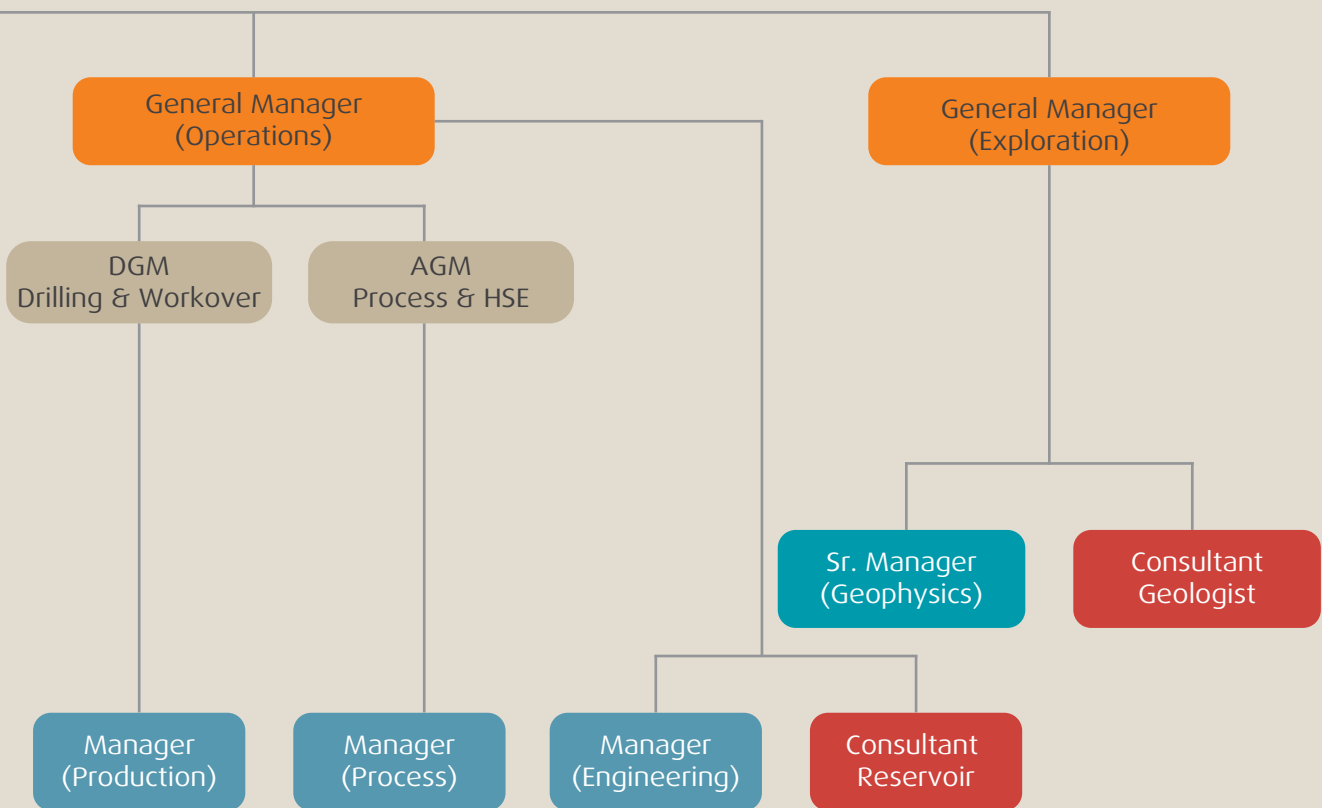 General Manager
(Operations)
General Manager
(Exploration)
DGM
Drilling & Workover
AGM
Process & HSE
Sr. Manager
(Geophysics)
Consultant
Geologist
Manager
(Production)
Manager
(Process)
Manager
(Engineering)
Consultant
Reservoir